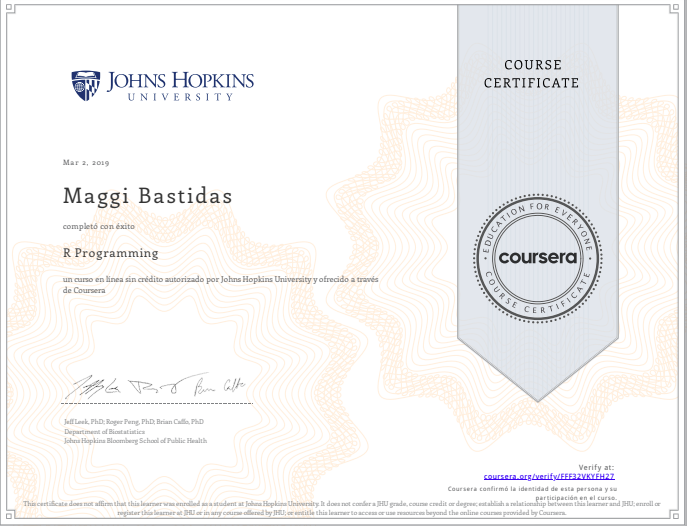 JOHNS HOPKINS
UNIVERSITY
COURSE
CERTIFICATE
Mar 2, 2019
Maggi Bastidas
completó con éxito
R Programming
un curso en línea sin crédito autorizado por Johns Hopkins University y ofrecido a través
de Coursera
EDUCATION FOR EVERYONE
coursera
COURSE CERTIFICATE
Jeff Leek, PhD; Roger Peng, PhD; Brian Caffo, PhD
Department of Biostatistics
Johns Hopkins Bloomberg School of Public Health
Verify at:
coursera.org/verify/FFF32VKYFH27
Coursera confirmó la identidad de esta persona y su
participación en el curso.
This certificate does not affirm that this learner was enrolled as a student at Johns Hopkins University. It does not confer a JHU grade, course credit or degree; establish a relationship between this learner and JHU; enroll or
register this learner at JHU or in any course offered by JHU; or entitle this learner to access or use resources beyond the online courses provided by Coursera.